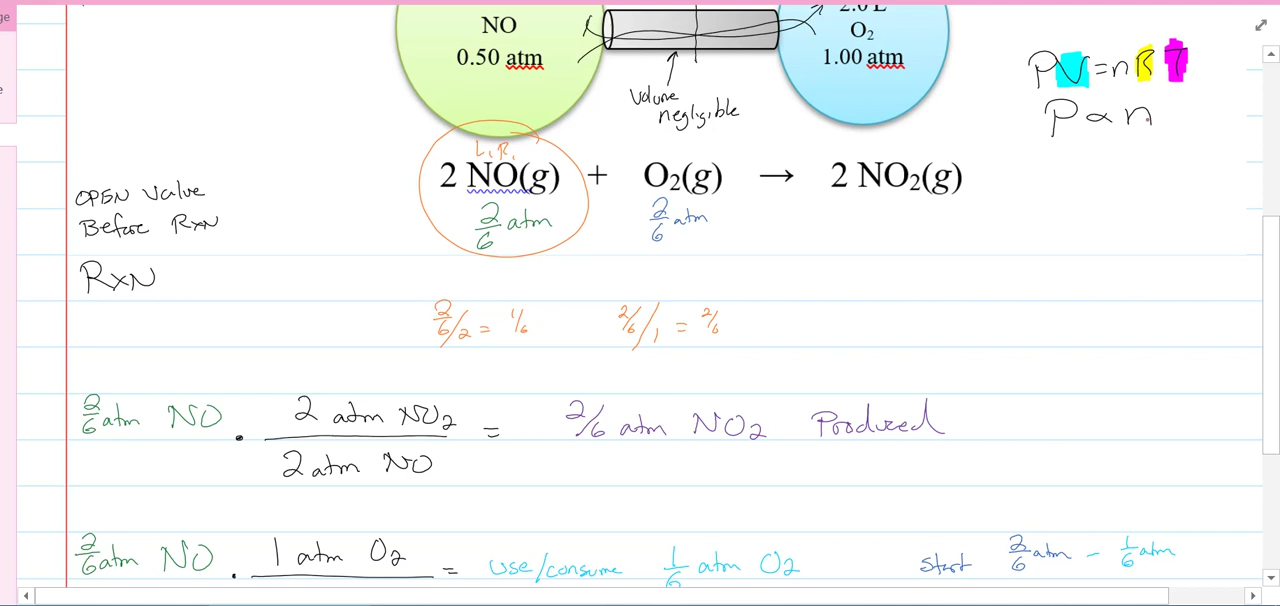 ge
e
NO
0.50 atm
2.0 L
O₂
1.00 atm
Volume
negligible
PV = nRT
P ∝ n
L.R.
2 NO(g) + O₂(g) → 2 NO₂(g)
OPEN Value
Before RXN
2/6 atm 2/6 atm
RXN
2/6/2 = 1/6 2/6/1 = 2/6
2/6 atm NO · 2 atm NO₂ / 2 atm NO = 2/6 atm NO₂ Produced
2/6 atm NO · 1 atm O₂ = use/consume 1/6 atm O₂ Start 2/6 atm - 1/6 atm